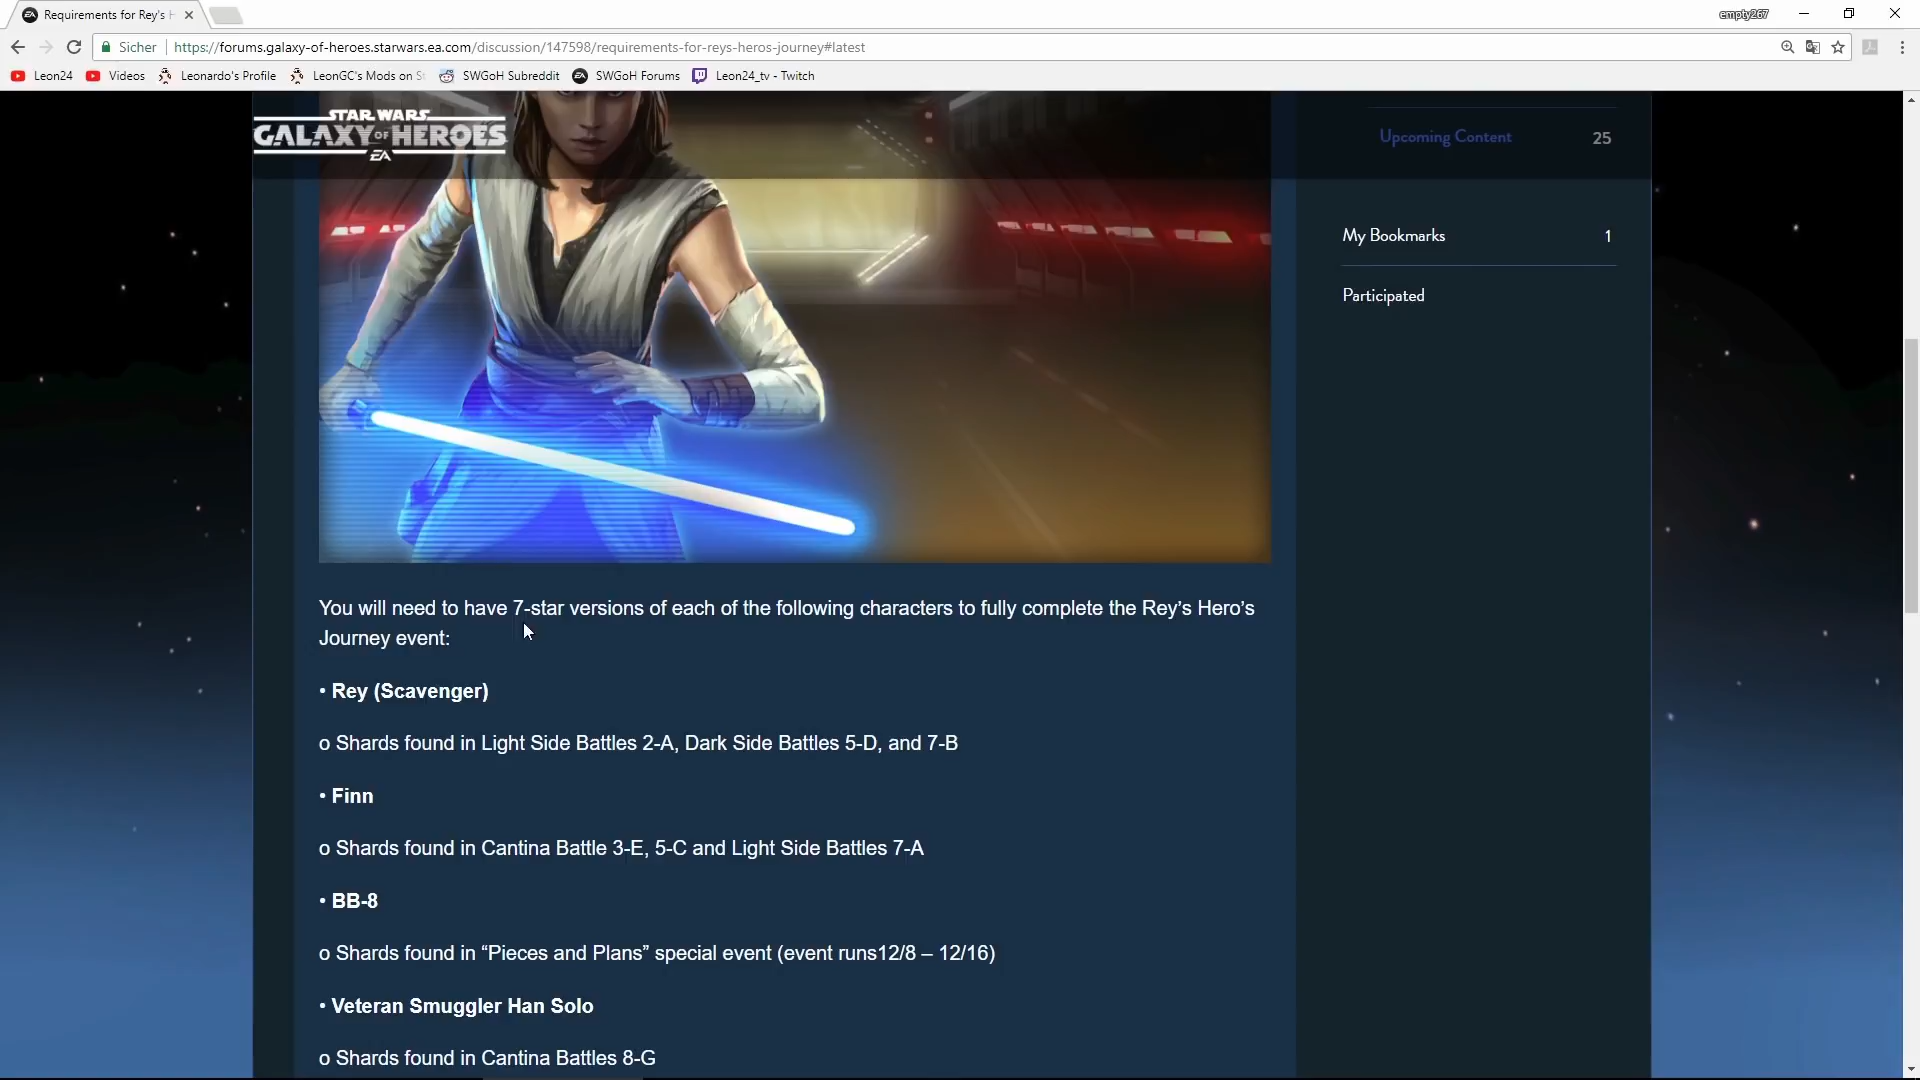 Requirements for Rey's H
empty267
Sicher
https://forums.galaxy-of-heroes.starwars.ea.com/discussion/147598/requirements-for-reys-heros-journey#latest
Leon24
Videos
Leonardo's Profile
LeonGC's Mods on St
SWGoH Subreddit
SWGoH Forums
Leon24_tv - Twitch
STAR WARS
GALAXY OF HEROES
EA
Upcoming Content 25
My Bookmarks 1
Participated
You will need to have 7-star versions of each of the following characters to fully complete the Rey’s Hero’s
Journey event:
• Rey (Scavenger)
o Shards found in Light Side Battles 2-A, Dark Side Battles 5-D, and 7-B
• Finn
o Shards found in Cantina Battle 3-E, 5-C and Light Side Battles 7-A
• BB-8
o Shards found in “Pieces and Plans” special event (event runs12/8 – 12/16)
• Veteran Smuggler Han Solo
o Shards found in Cantina Battles 8-G